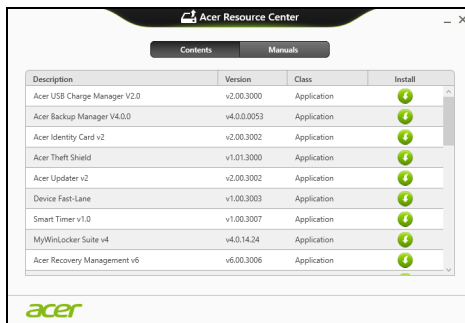 Acer Resource Center
Contents Manuals
Description Version Class Install
Acer USB Charge Manager V2.0 v2.00.3000 Application
Acer Backup Manager V4.0.0 v4.0.0.0053 Application
Acer Identity Card v2 v2.00.3002 Application
Acer Theft Shield v1.01.3000 Application
Acer Updater v2 v2.00.3002 Application
Device Fast-Lane v1.00.3003 Application
Smart Timer v1.0 v1.00.3007 Application
MyWinLocker Suite v4 v4.0.14.24 Application
Acer Recovery Management v6 v6.00.3006 Application
acer